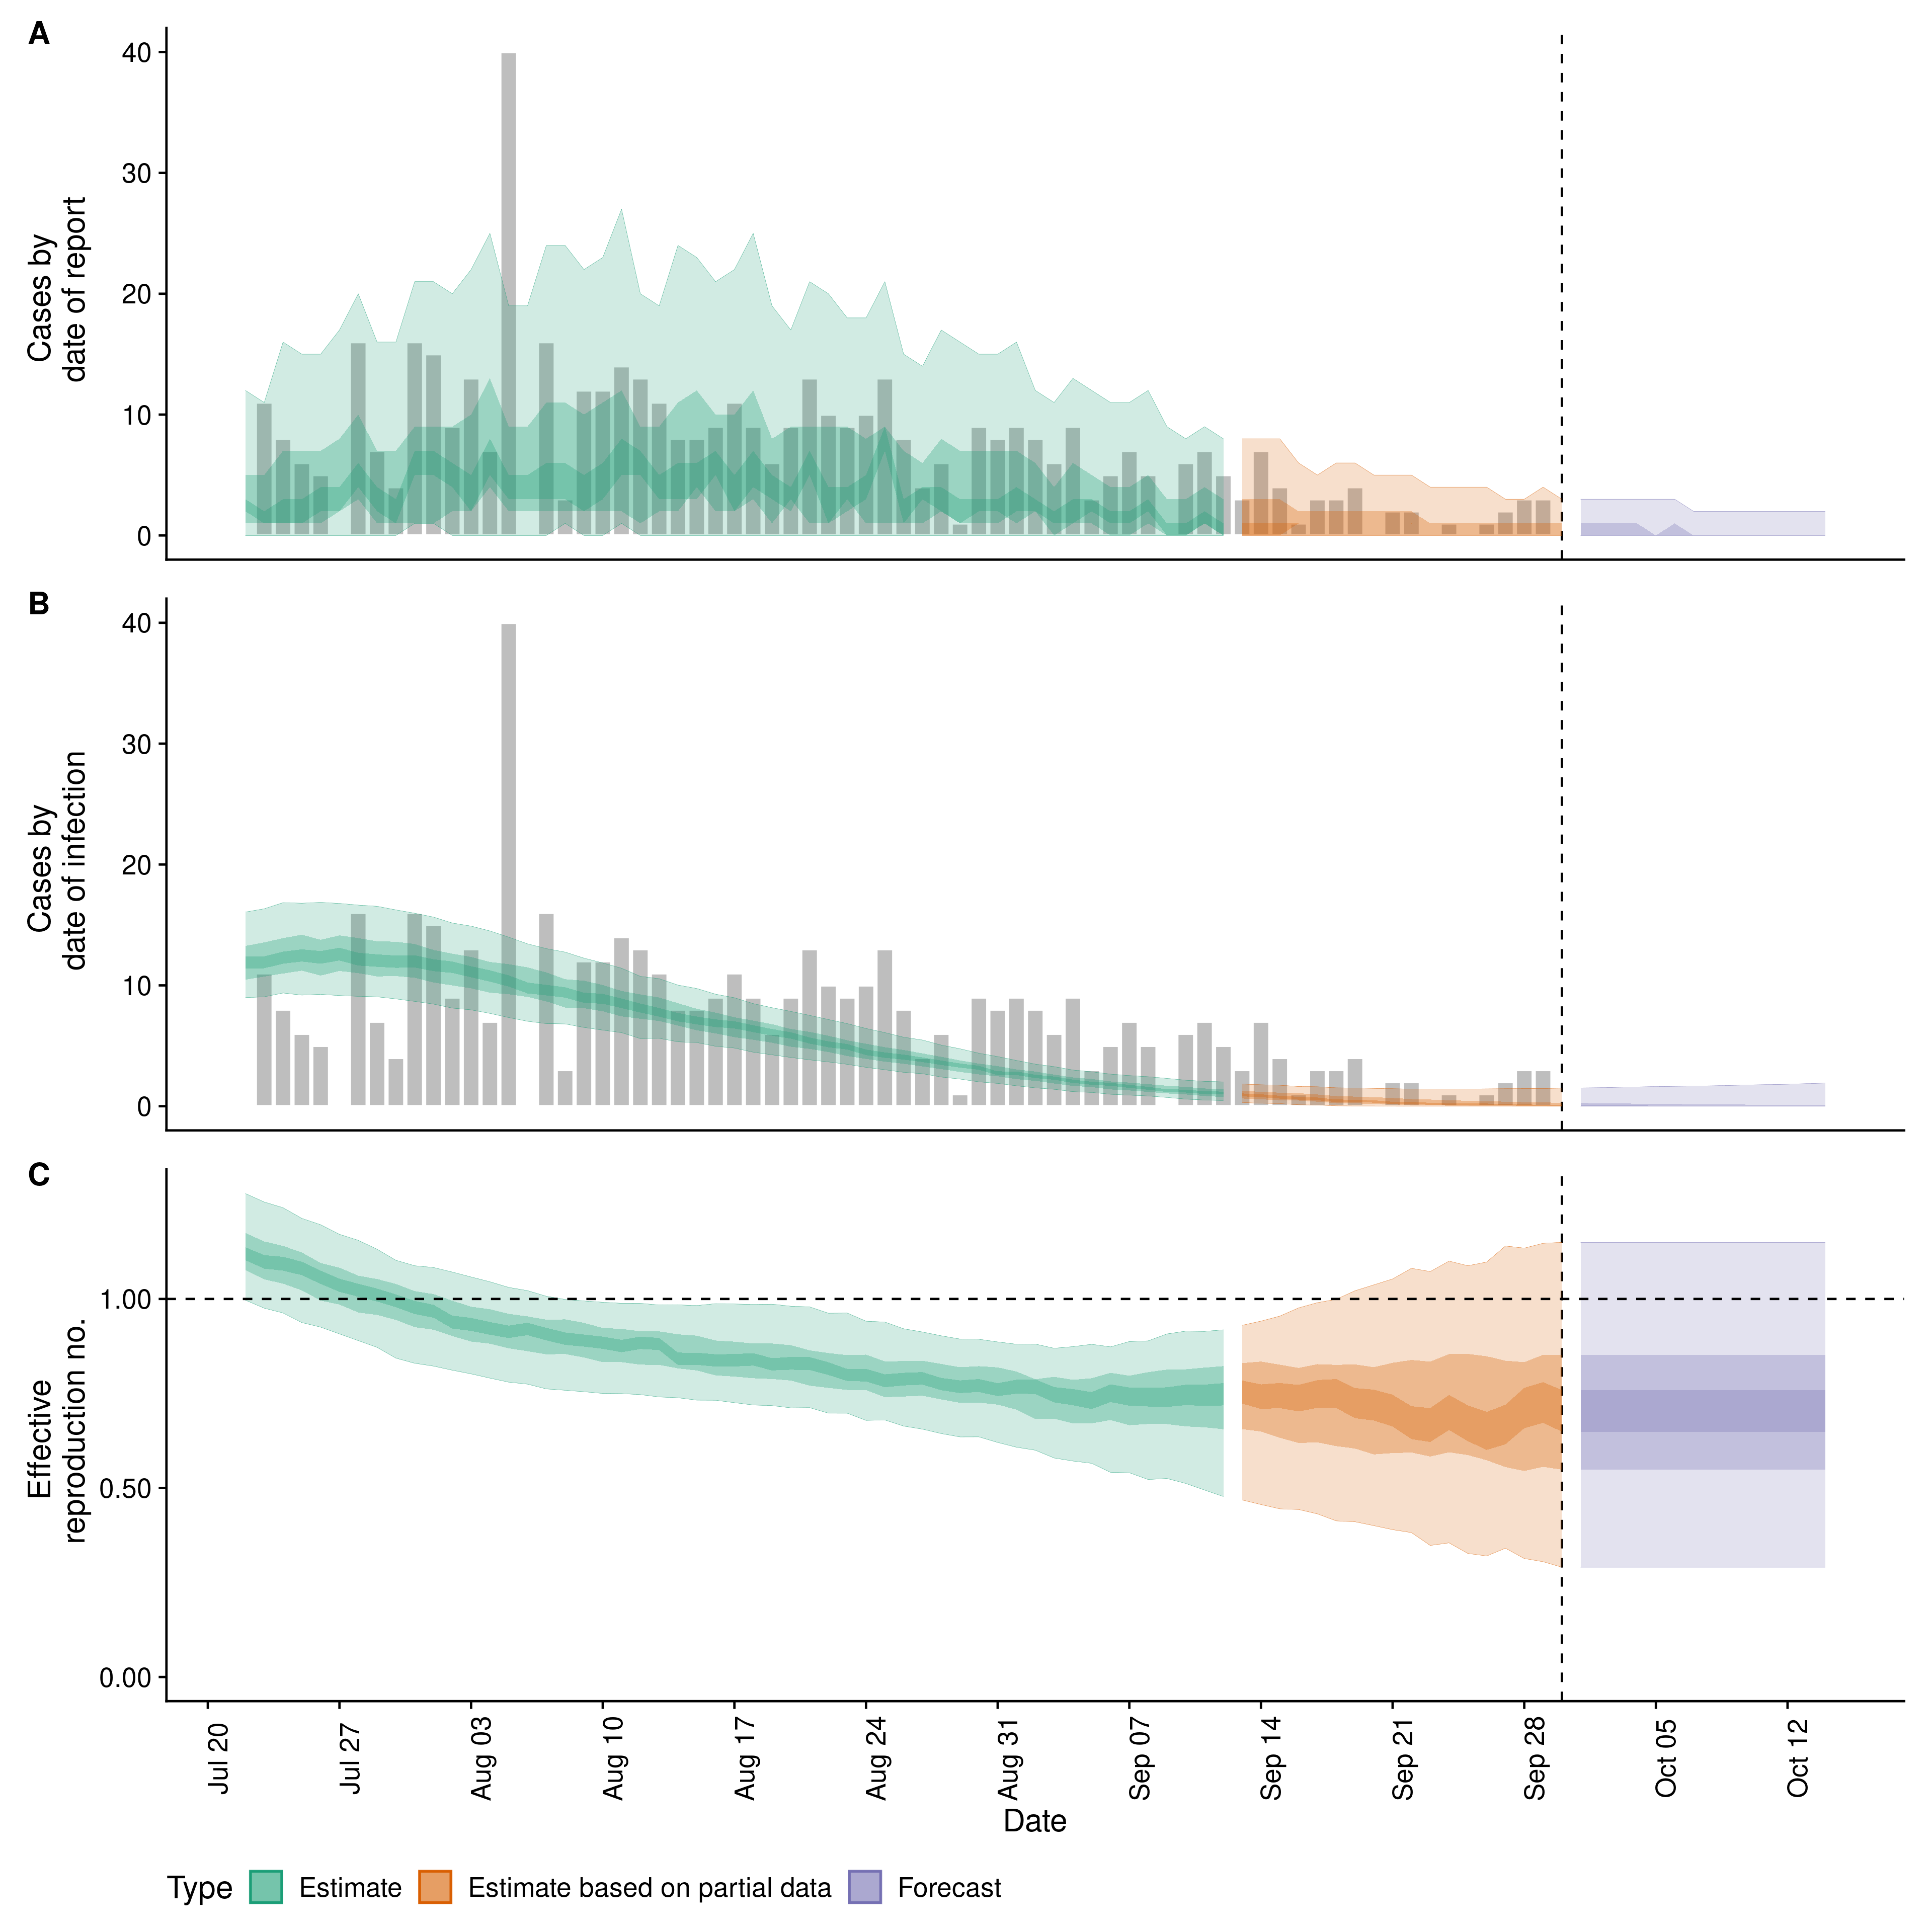 A
Cases by
date of report
40
30
20
10
0
B
Cases by
date of infection
40
30
20
10
0
C
Effective
reproduction no.
1.00
0.50
0.00
Jul 20
Jul 27
Aug 03
Aug 10
Aug 17
Aug 24
Aug 31
Sep 07
Sep 14
Sep 21
Sep 28
Oct 05
Oct 12
Date
Type Estimate Estimate based on partial data Forecast